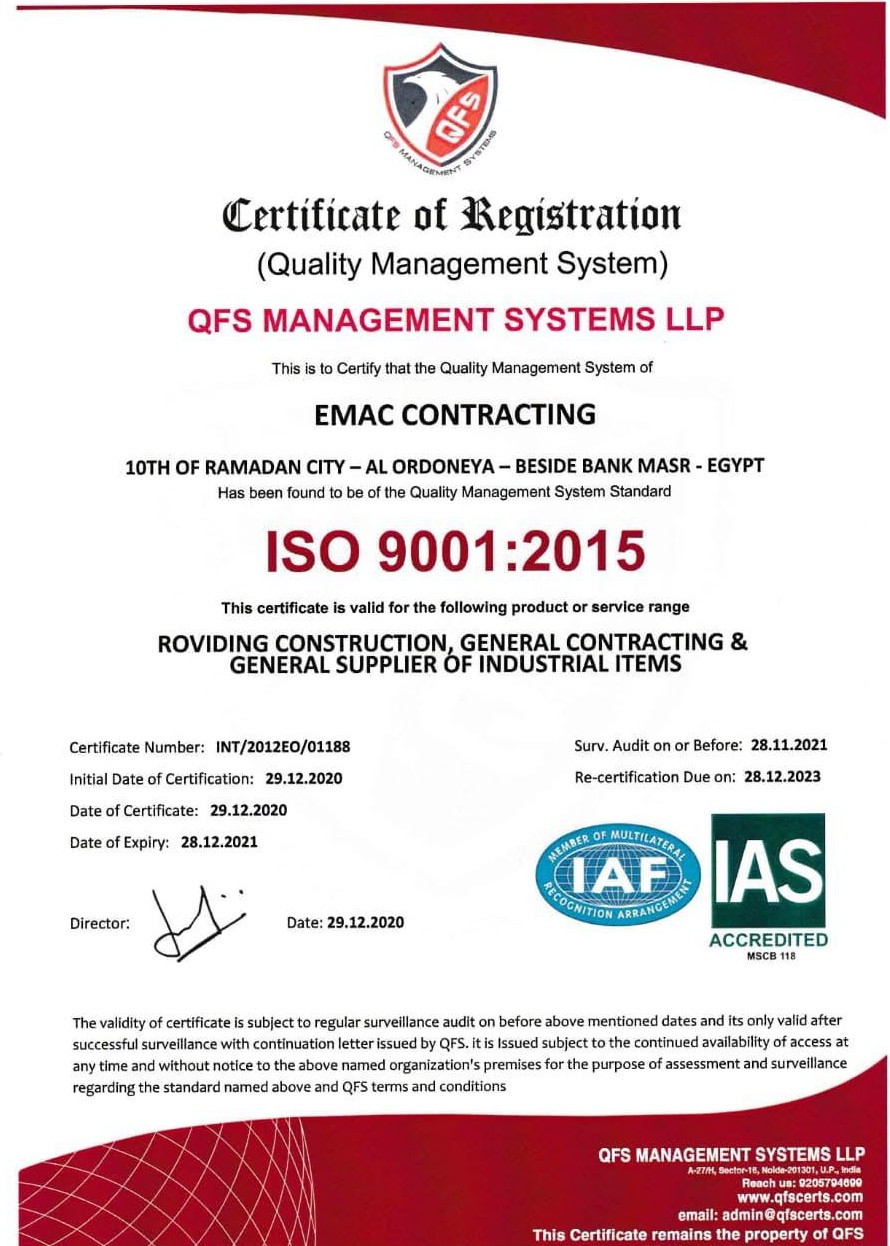 QFS
QFS MANAGEMENT SYSTEMS
Certificate of Registration
(Quality Management System)
QFS MANAGEMENT SYSTEMS LLP
This is to Certify that the Quality Management System of
EMAC CONTRACTING
10TH OF RAMADAN CITY – AL ORDONEYA – BESIDE BANK MASR - EGYPT
Has been found to be of the Quality Management System Standard
ISO 9001:2015
This certificate is valid for the following product or service range
ROVIDING CONSTRUCTION, GENERAL CONTRACTING &
GENERAL SUPPLIER OF INDUSTRIAL ITEMS
Certificate Number: INT/2012EO/01188
Initial Date of Certification: 29.12.2020
Date of Certificate: 29.12.2020
Date of Expiry: 28.12.2021
Surv. Audit on or Before: 28.11.2021
Re-certification Due on: 28.12.2023
MEMBER OF MULTILATERAL
IAF
RECOGNITION ARRANGEMENT
IAS
ACCREDITED
MSCB 118
Director:
Date: 29.12.2020
The validity of certificate is subject to regular surveillance audit on before above mentioned dates and its only valid after
successful surveillance with continuation letter issued by QFS. it is Issued subject to the continued availability of access at
any time and without notice to the above named organization's premises for the purpose of assessment and surveillance
regarding the standard named above and QFS terms and conditions
QFS MANAGEMENT SYSTEMS LLP
A-27/H, Sector-16, Noida-201301, U.P., India
Reach us: 9205794699
www.qfscerts.com
email: admin@qfscerts.com
This Certificate remains the property of QFS